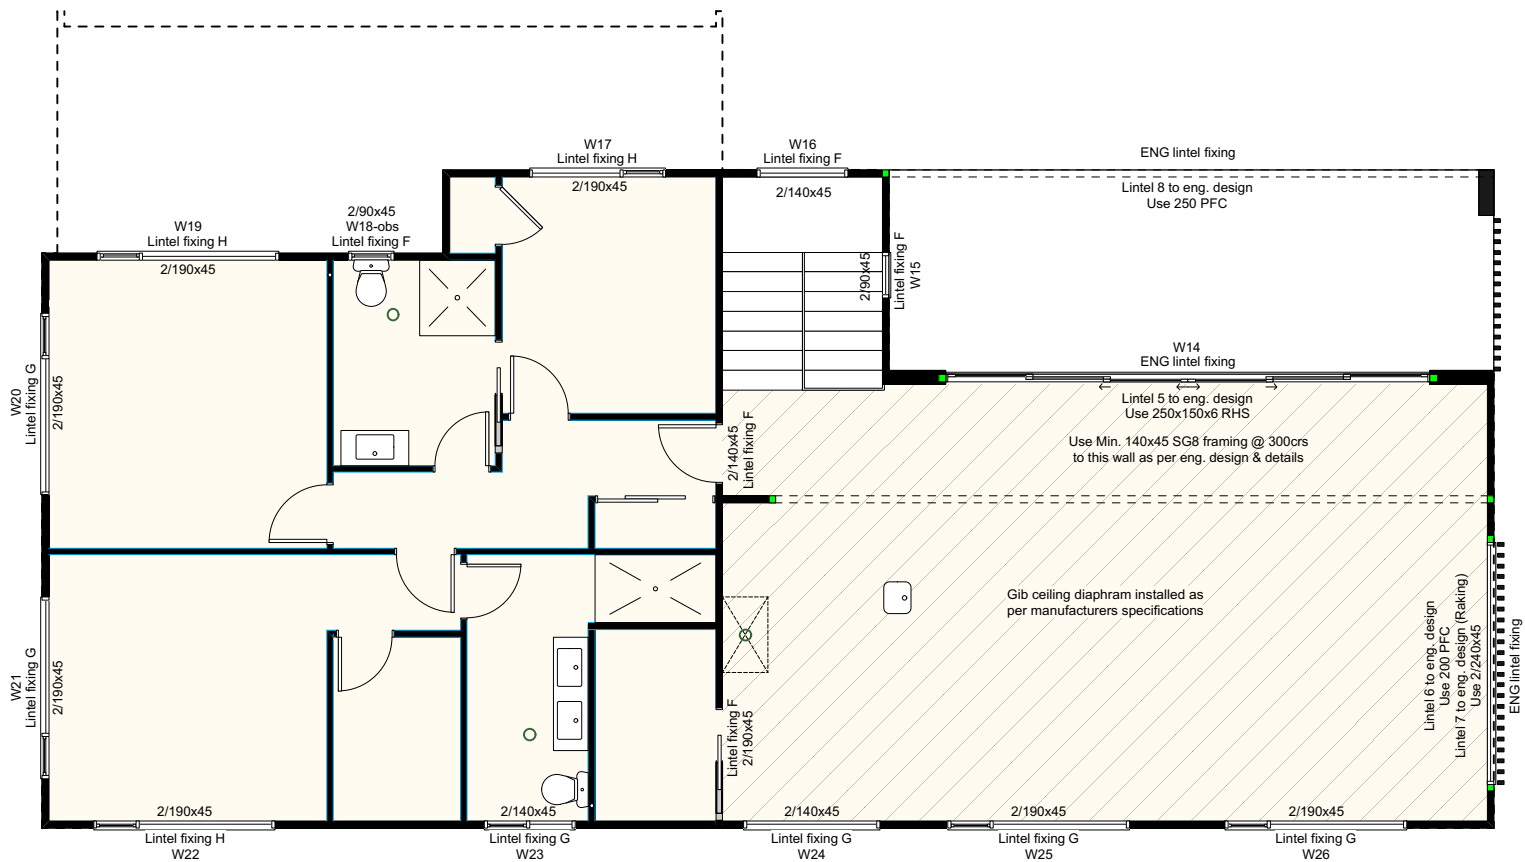 W17
Lintel fixing H
2/190x45
W16
Lintel fixing F
2/140x45
ENG lintel fixing
Lintel 8 to eng. design
Use 250 PFC
W19
Lintel fixing H
2/190x45
2/90x45
W18-obs
Lintel fixing F
2/90x45
Lintel fixing F
W15
W14
ENG lintel fixing
Lintel 5 to eng. design
Use 250x150x6 RHS
Use Min. 140x45 SG8 framing @ 300crs
to this wall as per eng. design & details
W20
Lintel fixing G
2/190x45
2/140x45
Lintel fixing F
Gib ceiling diaphram installed as
per manufacturers specifications
W21
Lintel fixing G
2/190x45
Lintel fixing F
2/190x45
Lintel 6 to eng. design
Use 200 PFC
Lintel 7 to eng. design (Raking)
Use 2/240x45
ENG lintel fixing
2/190x45
Lintel fixing H
W22
2/140x45
Lintel fixing G
W23
2/140x45
Lintel fixing G
W24
2/190x45
Lintel fixing G
W25
2/190x45
Lintel fixing G
W26